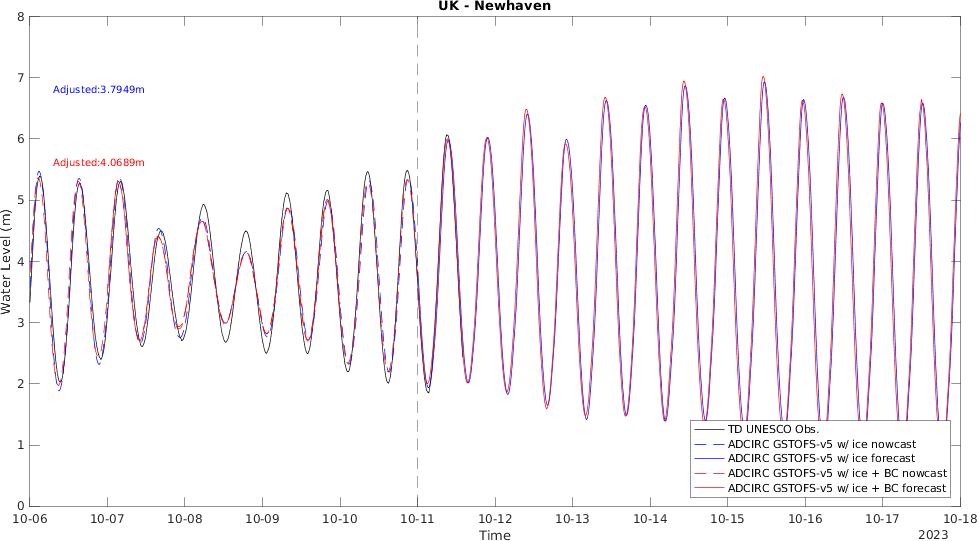 UK - Newhaven
8
7
6
5
4
3
2
1
0
Water Level (m)
Adjusted:3.7949m
Adjusted:4.0689m
TD UNESCO Obs.
ADCIRC GSTOFS-v5 w/ ice nowcast
ADCIRC GSTOFS-v5 w/ ice forecast
ADCIRC GSTOFS-v5 w/ ice + BC nowcast
ADCIRC GSTOFS-v5 w/ ice + BC forecast
10-06 10-07 10-08 10-09 10-10 10-11 10-12 10-13 10-14 10-15 10-16 10-17 10-18
Time
2023